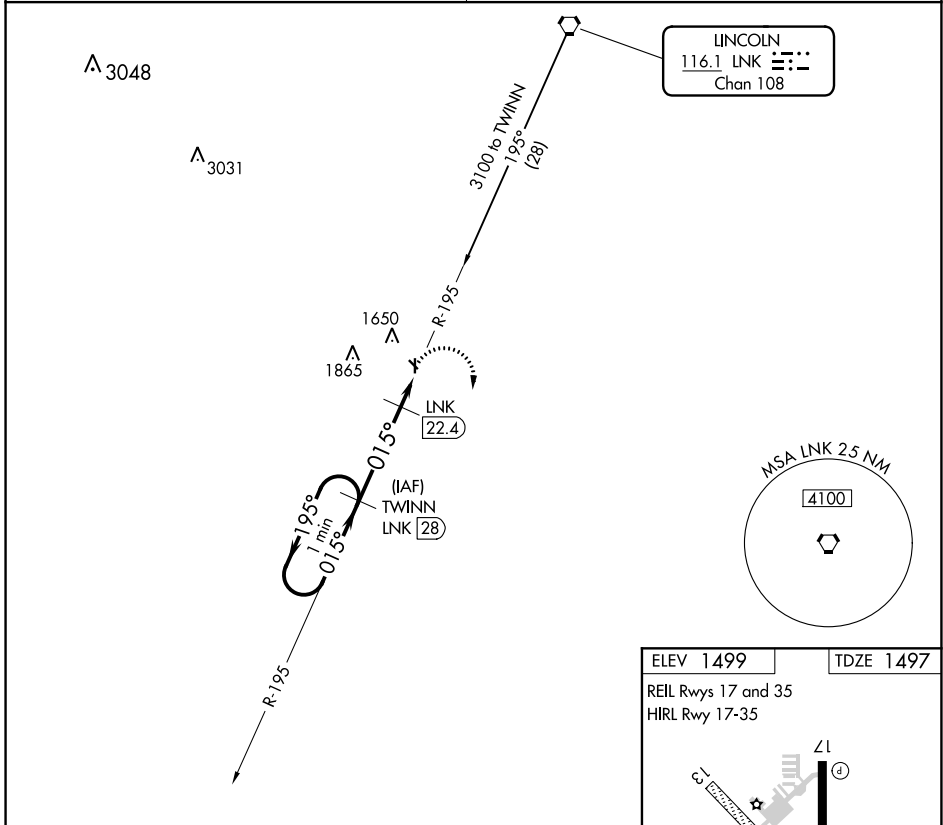 LINCOLN
116.1 LNK
Chan 108
3048
3031
3100 to TWINN
195°
(28)
R-195
1650
1865
LNK
22.4
015°
(IAF)
TWINN
LNK 28
195°
1 min
015°
R-195
MSA LNK 25 NM
4100
ELEV 1499
TDZE 1497
REIL Rwys 17 and 35
HIRL Rwy 17-35
17
P
13